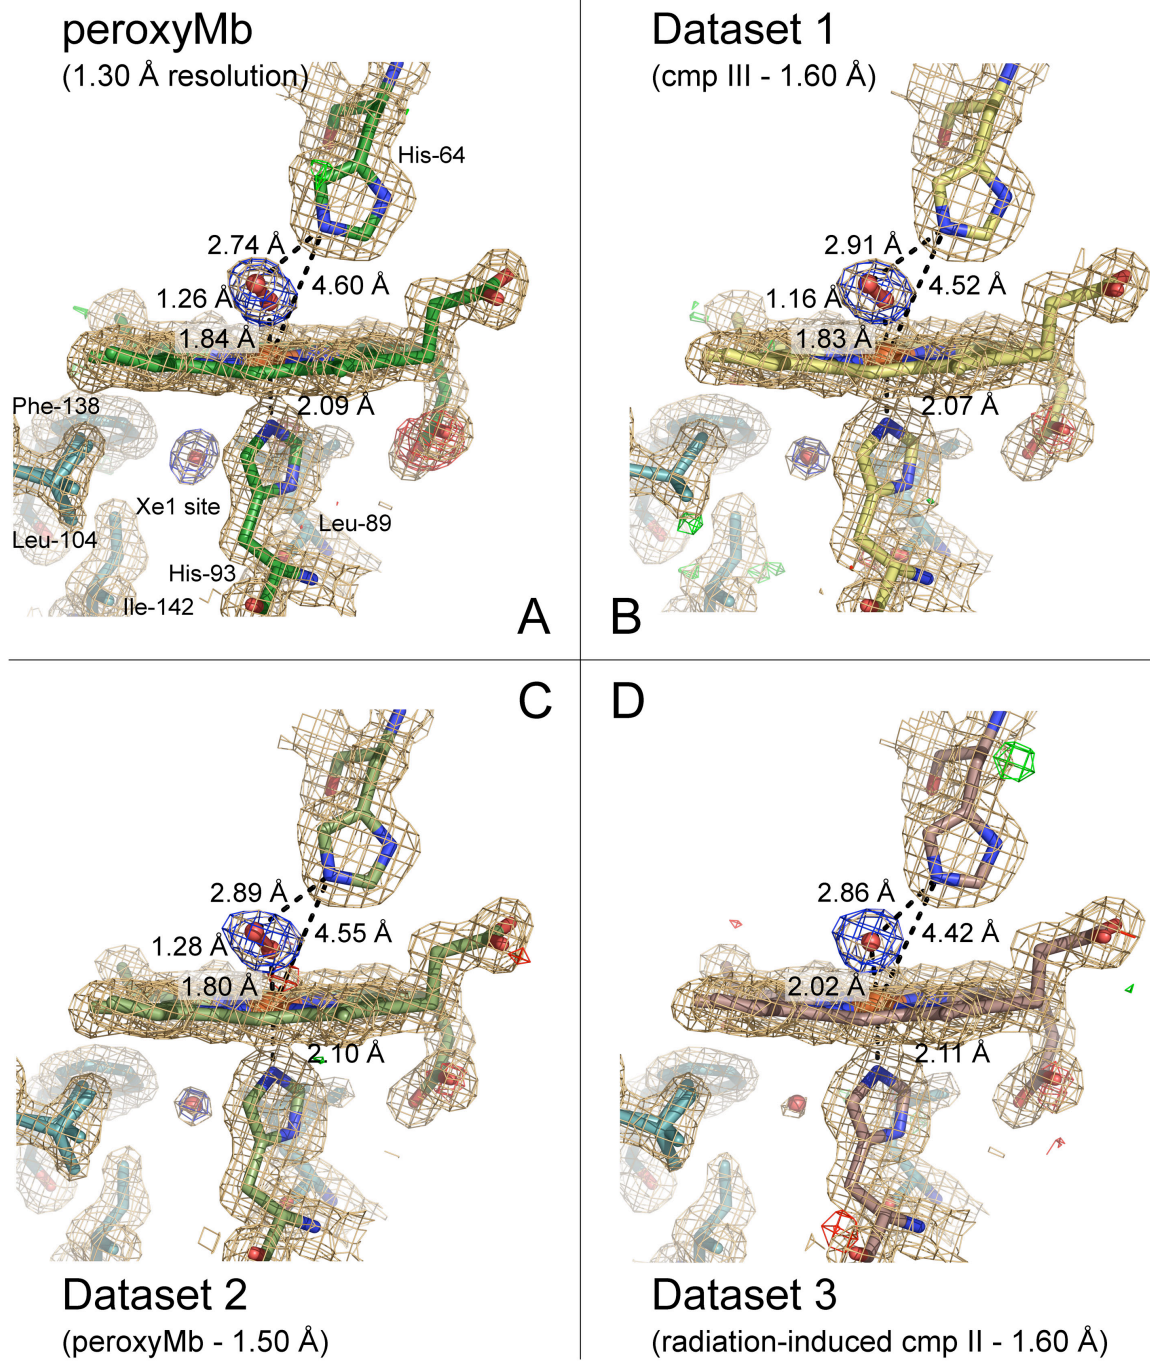 peroxyMb
(1.30 Å resolution)
His-64
2.74 Å
1.26 Å
4.60 Å
1.84 Å
2.09 Å
Phe-138
Xe1 site
Leu-89
Leu-104
His-93
Ile-142
A
Dataset 1
(cmp III - 1.60 Å)
2.91 Å
1.16 Å
4.52 Å
1.83 Å
2.07 Å
B
C
2.89 Å
1.28 Å
4.55 Å
1.80 Å
2.10 Å
Dataset 2
(peroxyMb - 1.50 Å)
D
2.86 Å
4.42 Å
2.02 Å
2.11 Å
Dataset 3
(radiation-induced cmp II - 1.60 Å)